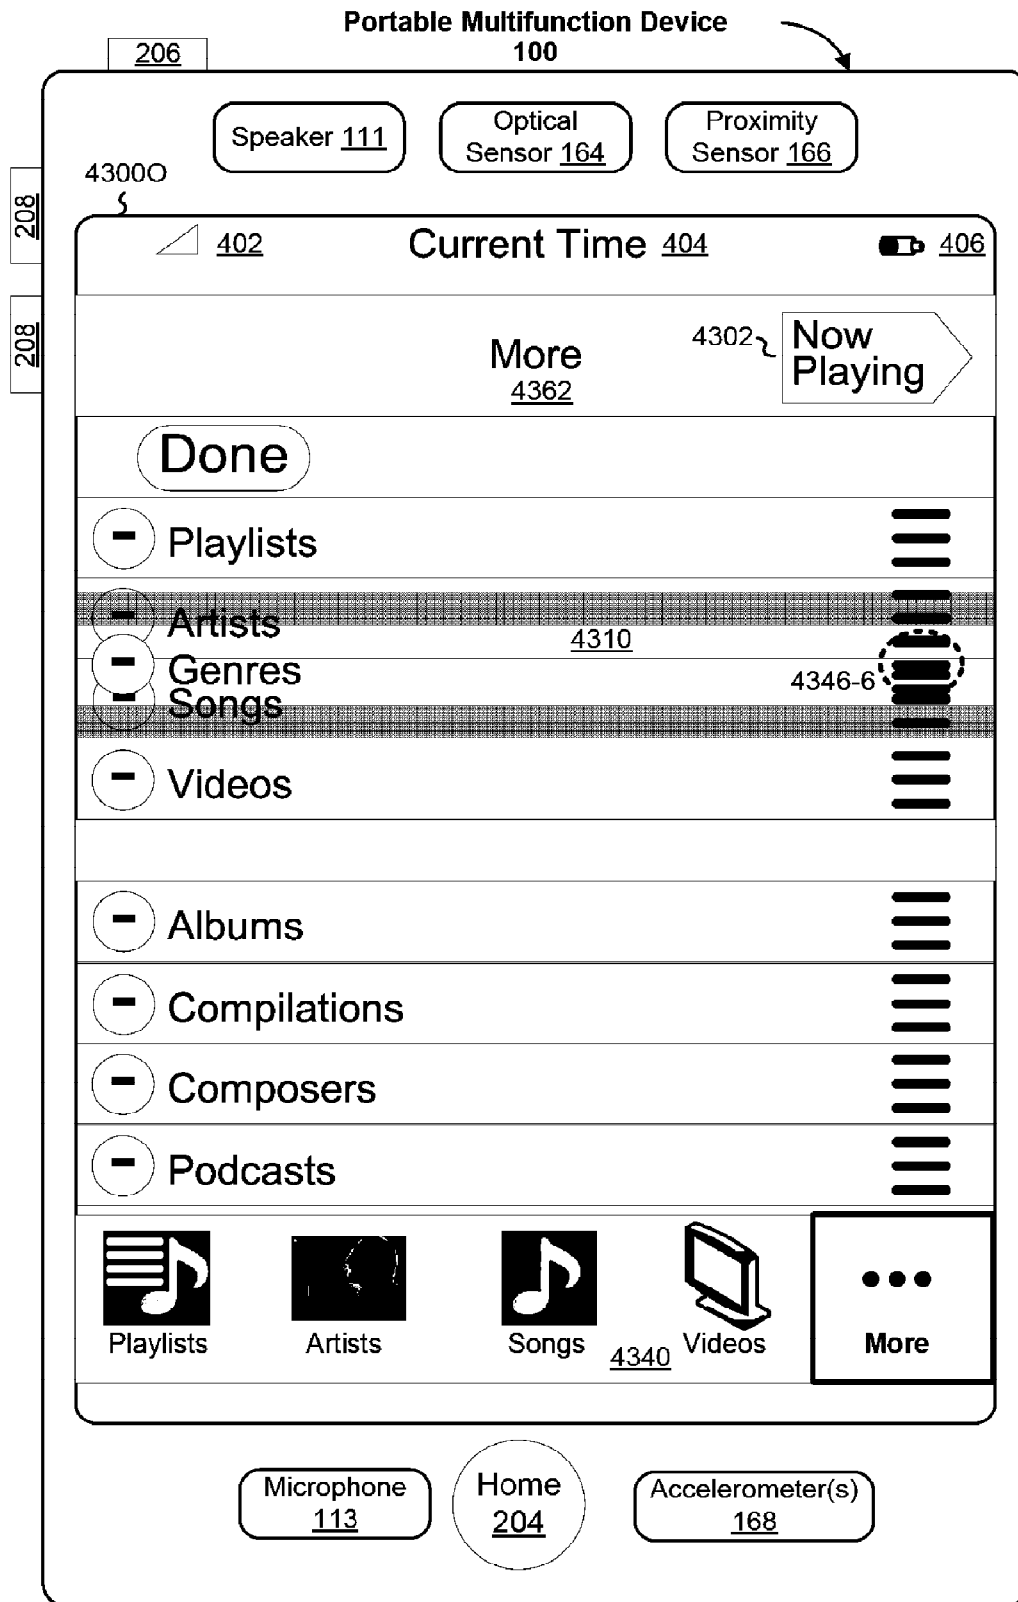 Portable Multifunction Device
100
206
Speaker 111
Optical
Sensor 164
Proximity
Sensor 166
4300O
208
208
402
Current Time 404
406
More
4362
4302
Now
Playing
Done
Playlists
Artists
4310
Genres
4346-6
Songs
Videos
Albums
Compilations
Composers
Podcasts
Playlists
Artists
Songs
4340
Videos
More
Microphone
113
Home
204
Accelerometer(s)
168